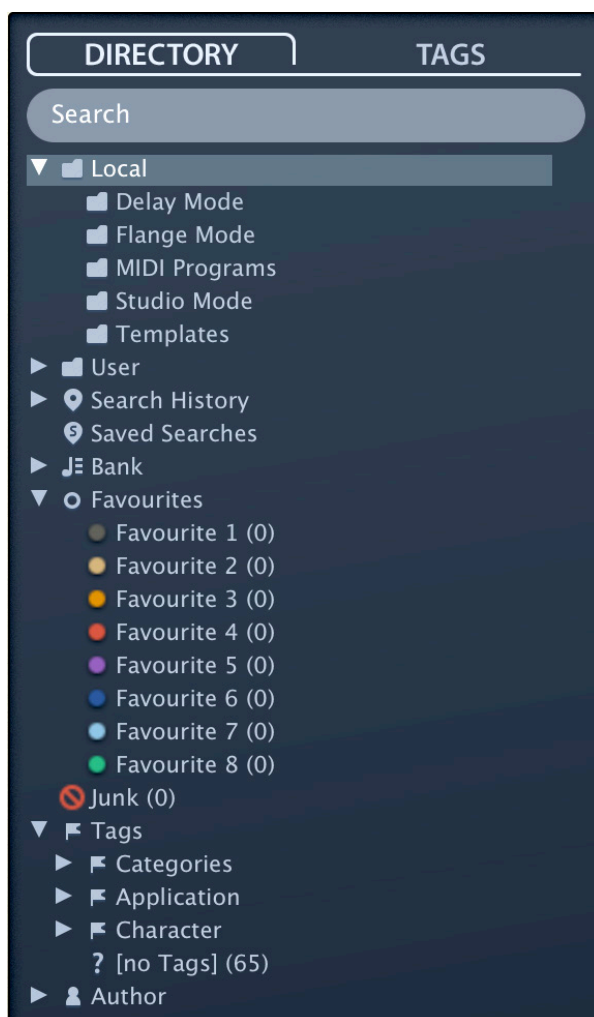 DIRECTORY TAGS
Search
Local
Delay Mode
Flange Mode
MIDI Programs
Studio Mode
Templates
User
Search History
Saved Searches
Bank
Favourites
Favourite 1 (0)
Favourite 2 (0)
Favourite 3 (0)
Favourite 4 (0)
Favourite 5 (0)
Favourite 6 (0)
Favourite 7 (0)
Favourite 8 (0)
Junk (0)
Tags
Categories
Application
Character
? [no Tags] (65)
Author